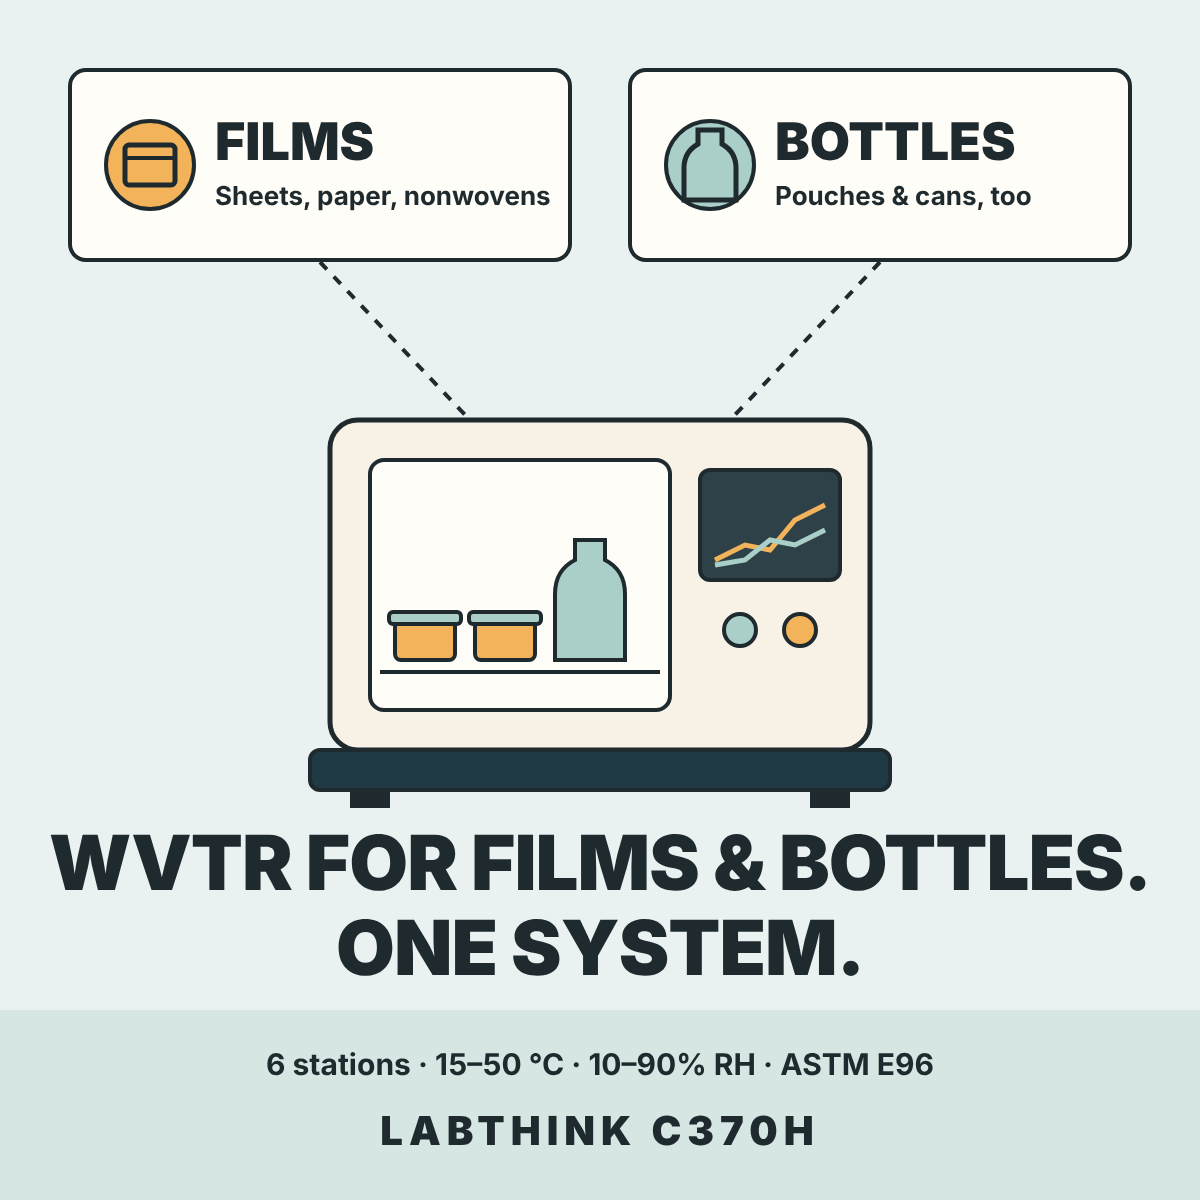 FILMS
Sheets, paper, nonwovens
BOTTLES
Pouches & cans, too
WVTR FOR FILMS & BOTTLES.
ONE SYSTEM.
6 stations · 15–50 °C · 10–90% RH · ASTM E96
LABTHINK C370H